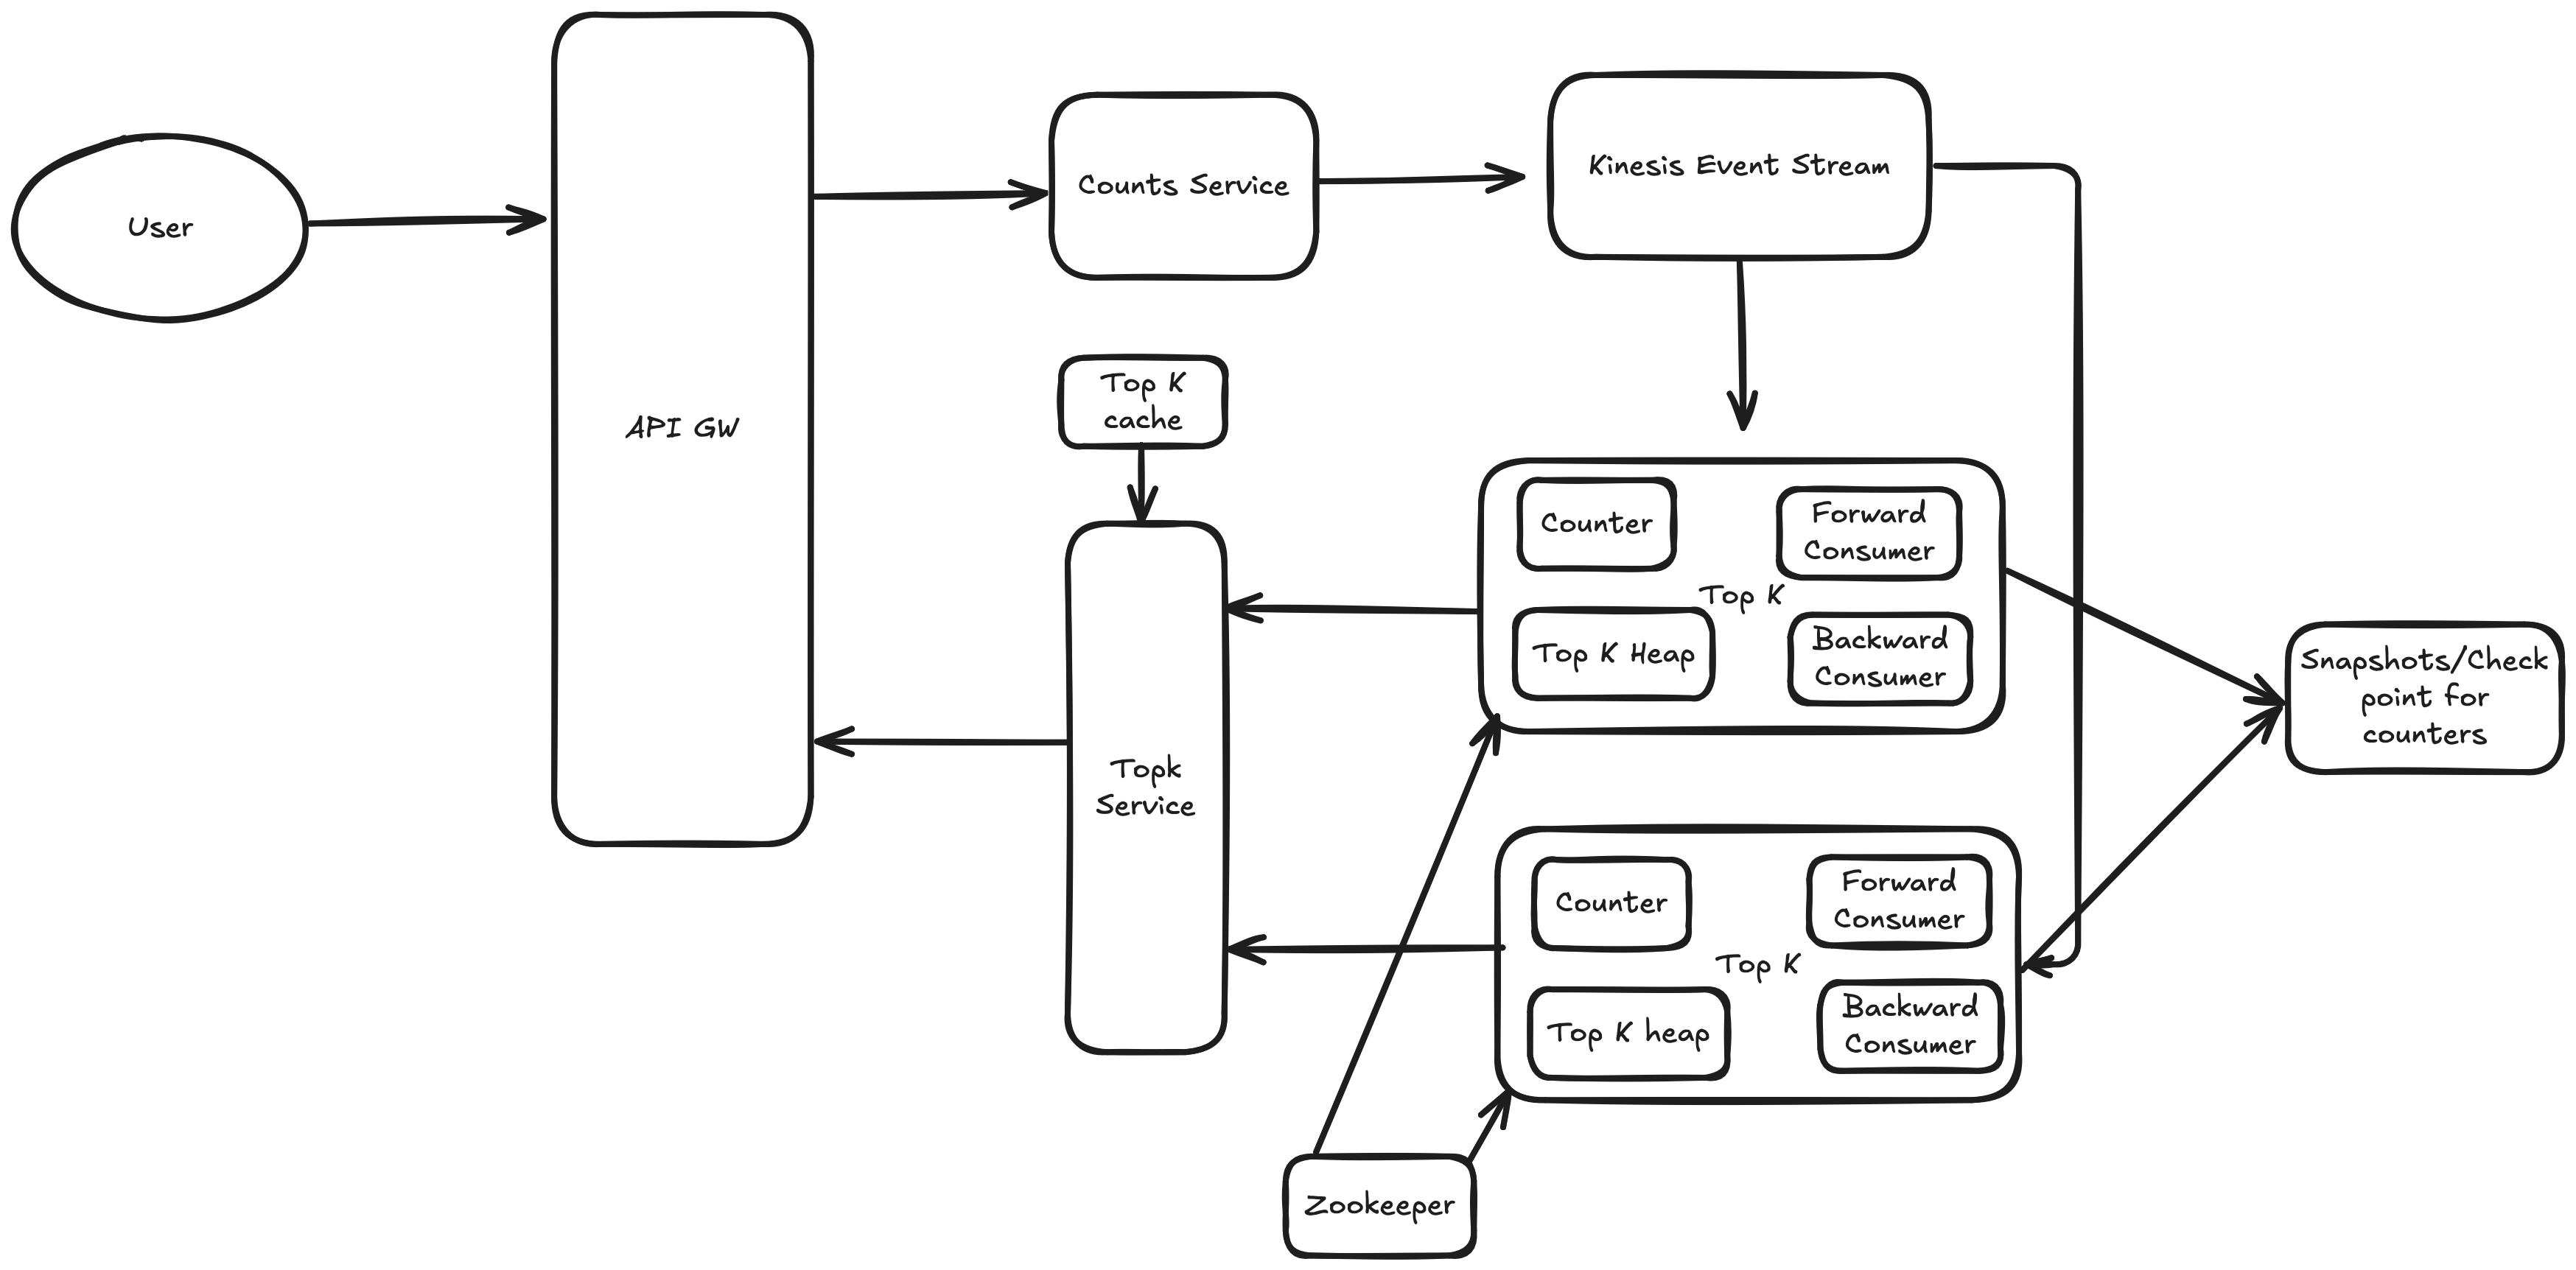 User
API GW
Counts Service
Kinesis Event Stream
Top K
cache
Topk
Service
Counter
Forward
Consumer
Top K
Top K Heap
Backward
Consumer
Snapshots/Check
point for
counters
Counter
Forward
Consumer
Top K
Top K heap
Backward
Consumer
Zookeeper